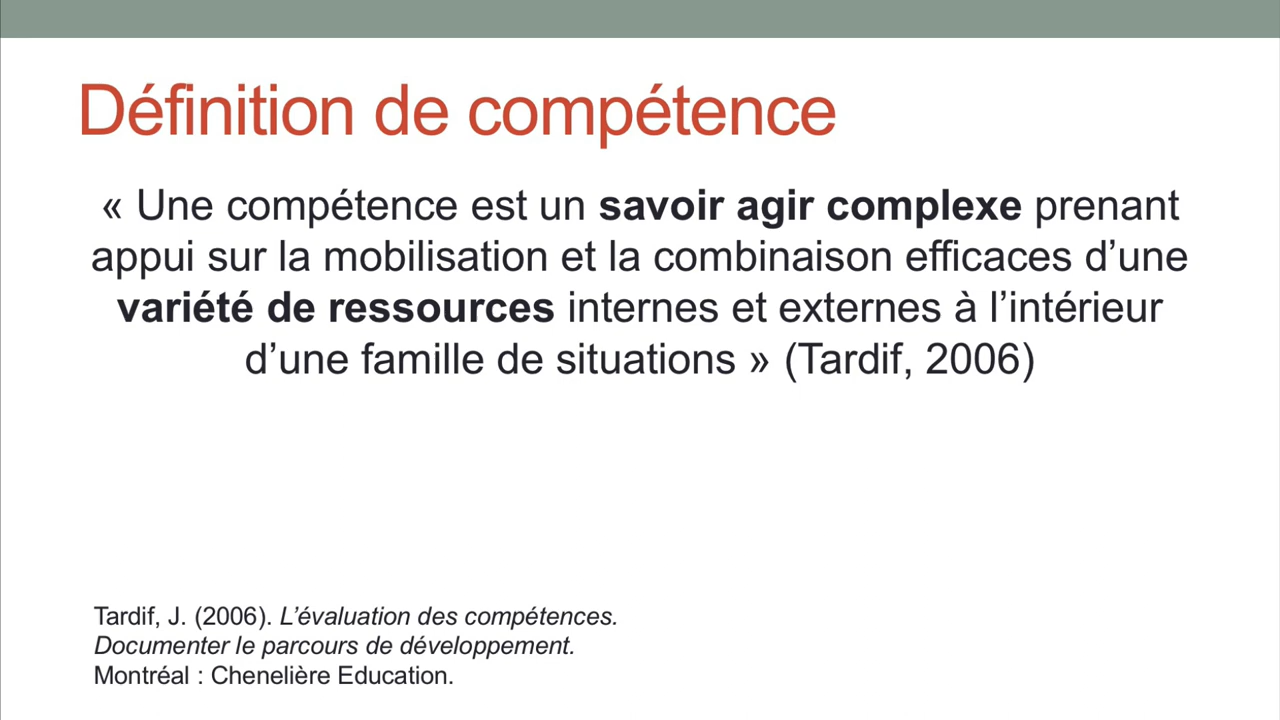 Définition de compétence
« Une compétence est un savoir agir complexe prenant
appui sur la mobilisation et la combinaison efficaces d’une
variété de ressources internes et externes à l’intérieur
d’une famille de situations » (Tardif, 2006)
Tardif, J. (2006). L’évaluation des compétences.
Documenter le parcours de développement.
Montréal : Chenelière Education.